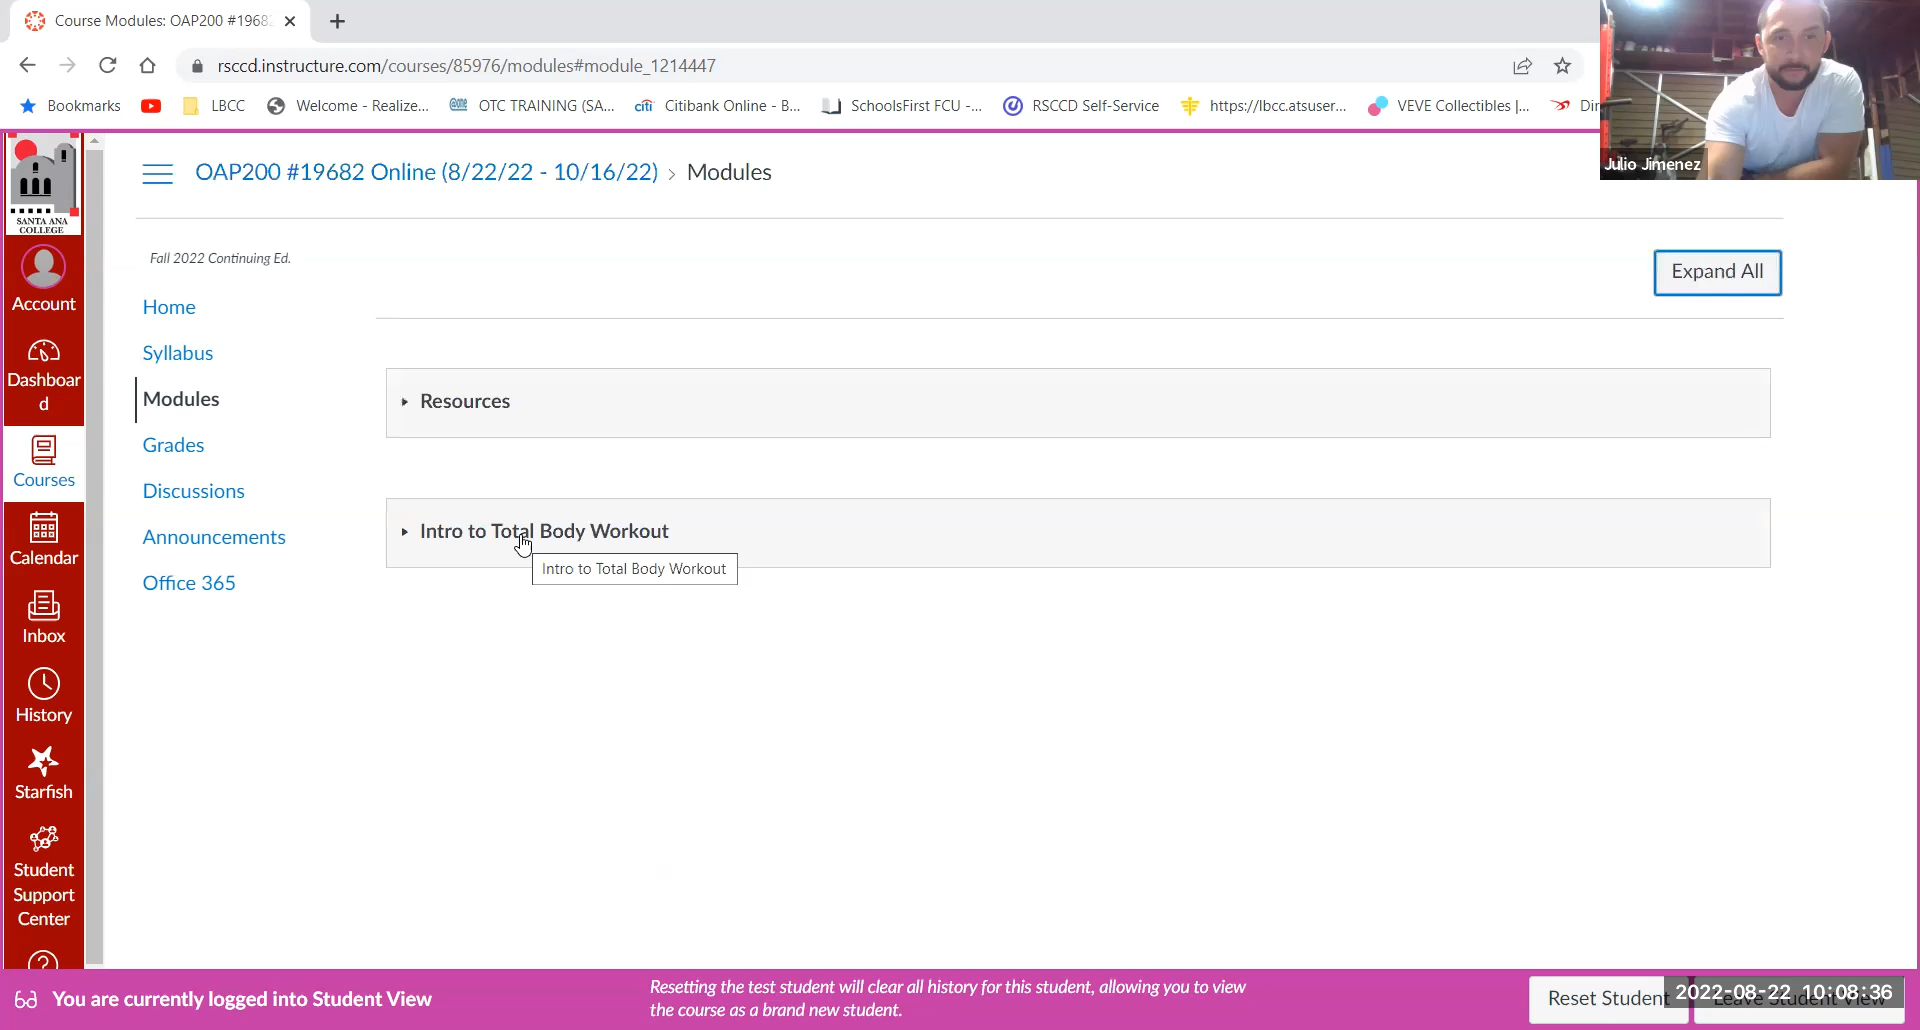 Course Modules: OAP200 #1968
rsccd.instructure.com/courses/85976/modules#module_1214447
Bookmarks
LBCC
Welcome - Realize...
OTC TRAINING (SA...
citi
Citibank Online - B...
SchoolsFirst FCU -...
RSCCD Self-Service
https://lbcc.atsuser...
VEVE Collectibles |...
Dir
Julio Jimenez
SANTA ANA
COLLEGE
OAP200 #19682 Online (8/22/22 - 10/16/22) > Modules
Fall 2022 Continuing Ed.
Expand All
Account
Dashboar
d
Courses
Calendar
Inbox
History
Starfish
Student
Support
Center
Home
Syllabus
Modules
Grades
Discussions
Announcements
Office 365
Resources
Intro to Total Body Workout
Intro to Total Body Workout
You are currently logged into Student View
Resetting the test student will clear all history for this student, allowing you to view
the course as a brand new student.
Reset Student
Leave Student View
2022-08-22 10:08:36